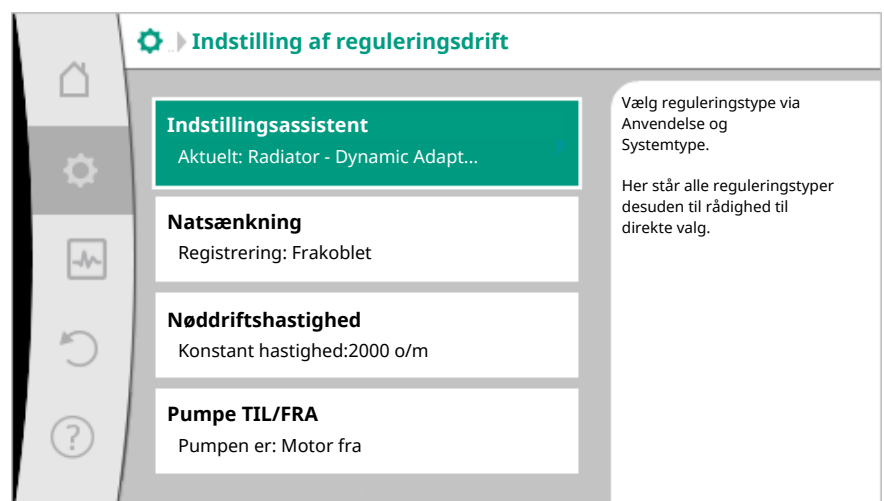 Indstilling af reguleringsdrift
Indstillingsassistent
Aktuelt: Radiator - Dynamic Adapt...
Natsænkning
Registrering: Frakoblet
Nøddriftshastighed
Konstant hastighed:2000 o/m
Pumpe TIL/FRA
Pumpen er: Motor fra
Vælg reguleringstype via
Anvendelse og
Systemtype.
Her står alle reguleringstyper
desuden til rådighed til
direkte valg.